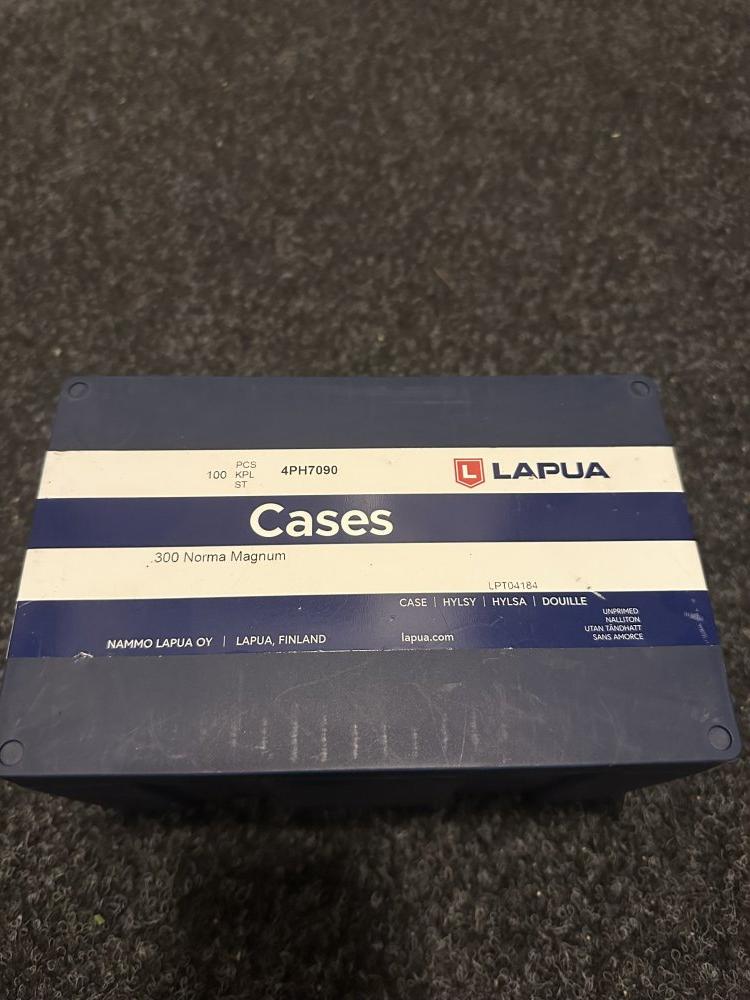 100 PCS KPL ST 4PH7090
L LAPUA
Cases
.300 Norma Magnum
LPT04184
CASE | HYLSY | HYLSA | DOUILLE
UNPRIMED
NALLITON
UTAN TÄNDHATT
SANS AMORCE
NAMMO LAPUA OY | LAPUA, FINLAND
lapua.com